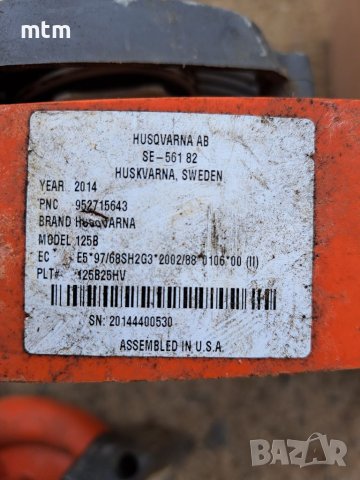 mtm
HUSQVARNA AB
SE-561 82
HUSKVARNA, SWEDEN
YEAR 2014
PNC 952715643
BRAND HUSQVARNA
MODEL 125B
EC E5*97/68SH2G3*2002/88*0106*00 (II)
PLT# 125B25HV
SN: 20144400530
ASSEMBLED IN U.S.A.
BAZAR